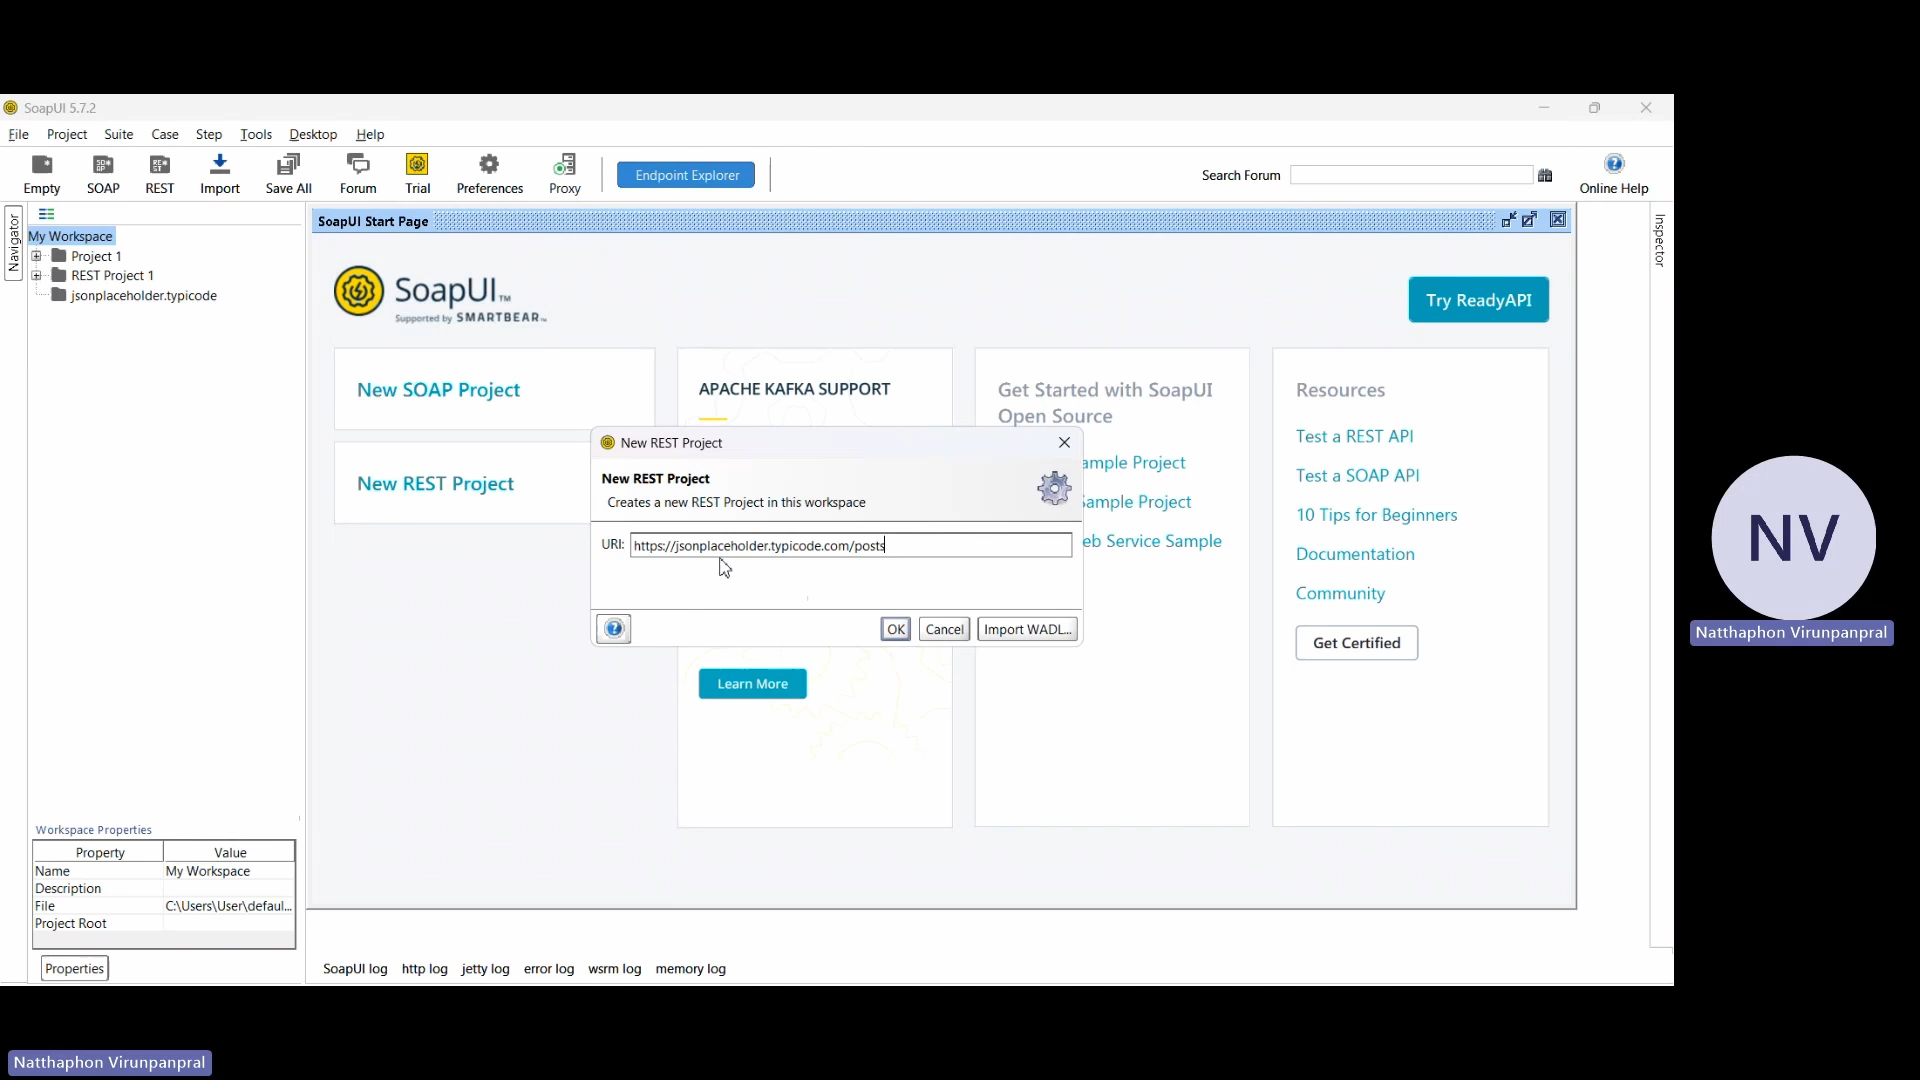 SoapUI 5.7.2
File Project Suite Case Step Tools Desktop Help
Empty SOAP REST Import Save All Forum Trial Preferences Proxy Endpoint Explorer Search Forum Online Help
Navigator
My Workspace
Project 1
REST Project 1
jsonplaceholder.typicode
SoapUI Start Page
Inspector
SoapUI™
Supported by SMARTBEAR™
Try ReadyAPI
New SOAP Project
New REST Project
APACHE KAFKA SUPPORT
Learn More
Get Started with SoapUI
Open Source
ample Project
Sample Project
eb Service Sample
Resources
Test a REST API
Test a SOAP API
10 Tips for Beginners
Documentation
Community
Get Certified
New REST Project
New REST Project
Creates a new REST Project in this workspace
URI: https://jsonplaceholder.typicode.com/posts
OK Cancel Import WADL...
Workspace Properties
Property Value
Name My Workspace
Description
File C:\Users\User\defaul...
Project Root
Properties
SoapUI log http log jetty log error log wsrm log memory log
NV
Natthaphon Virunpanpral
Natthaphon Virunpanpral